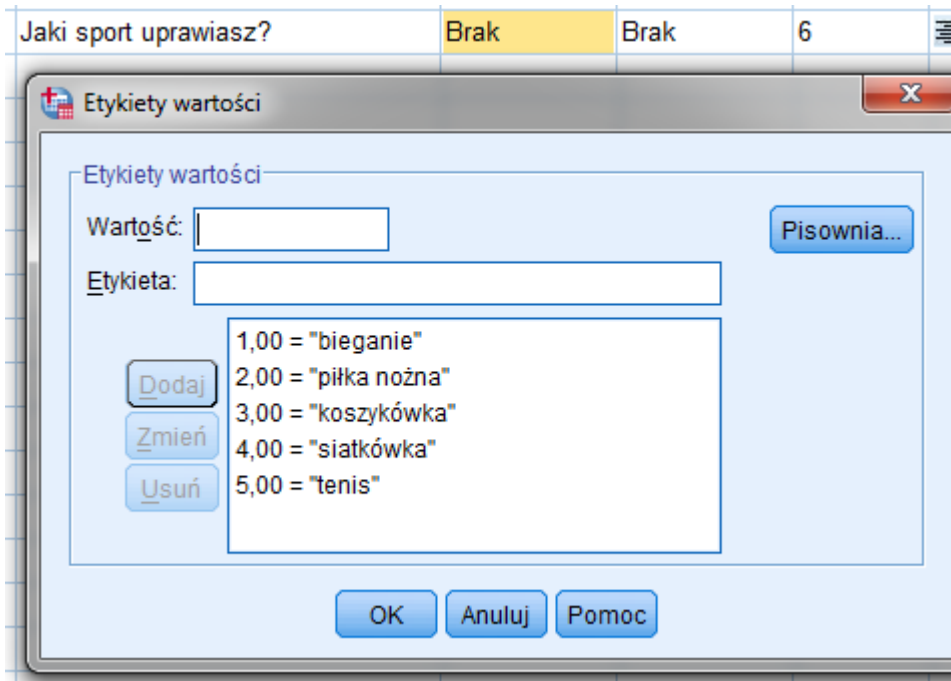 Jaki sport uprawiasz? Brak Brak 6
Etykiety wartości
Etykiety wartości
Wartość:
Pisownia...
Etykieta:
1,00 = "bieganie"
2,00 = "piłka nożna"
3,00 = "koszykówka"
4,00 = "siatkówka"
5,00 = "tenis"
Dodaj
Zmień
Usuń
OK Anuluj Pomoc